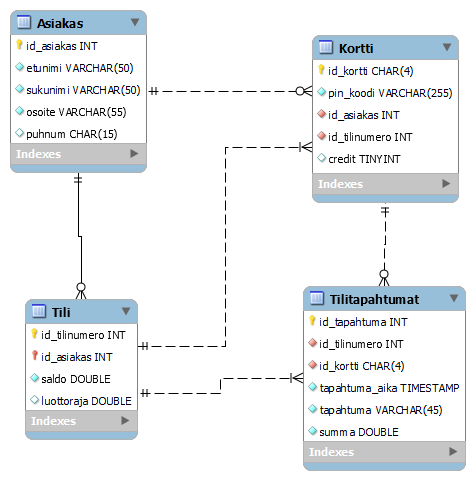 Asiakas
id_asiakas INT
etunimi VARCHAR(50)
sukunimi VARCHAR(50)
osoite VARCHAR(55)
puhnum CHAR(15)
Indexes
Kortti
id_kortti CHAR(4)
pin_koodi VARCHAR(255)
id_asiakas INT
id_tilinumero INT
credit TINYINT
Indexes
Tili
id_tilinumero INT
id_asiakas INT
saldo DOUBLE
luottoraja DOUBLE
Indexes
Tilitapahtumat
id_tapahtuma INT
id_tilinumero INT
id_kortti CHAR(4)
tapahtuma_aika TIMESTAMP
tapahtuma VARCHAR(45)
summa DOUBLE
Indexes